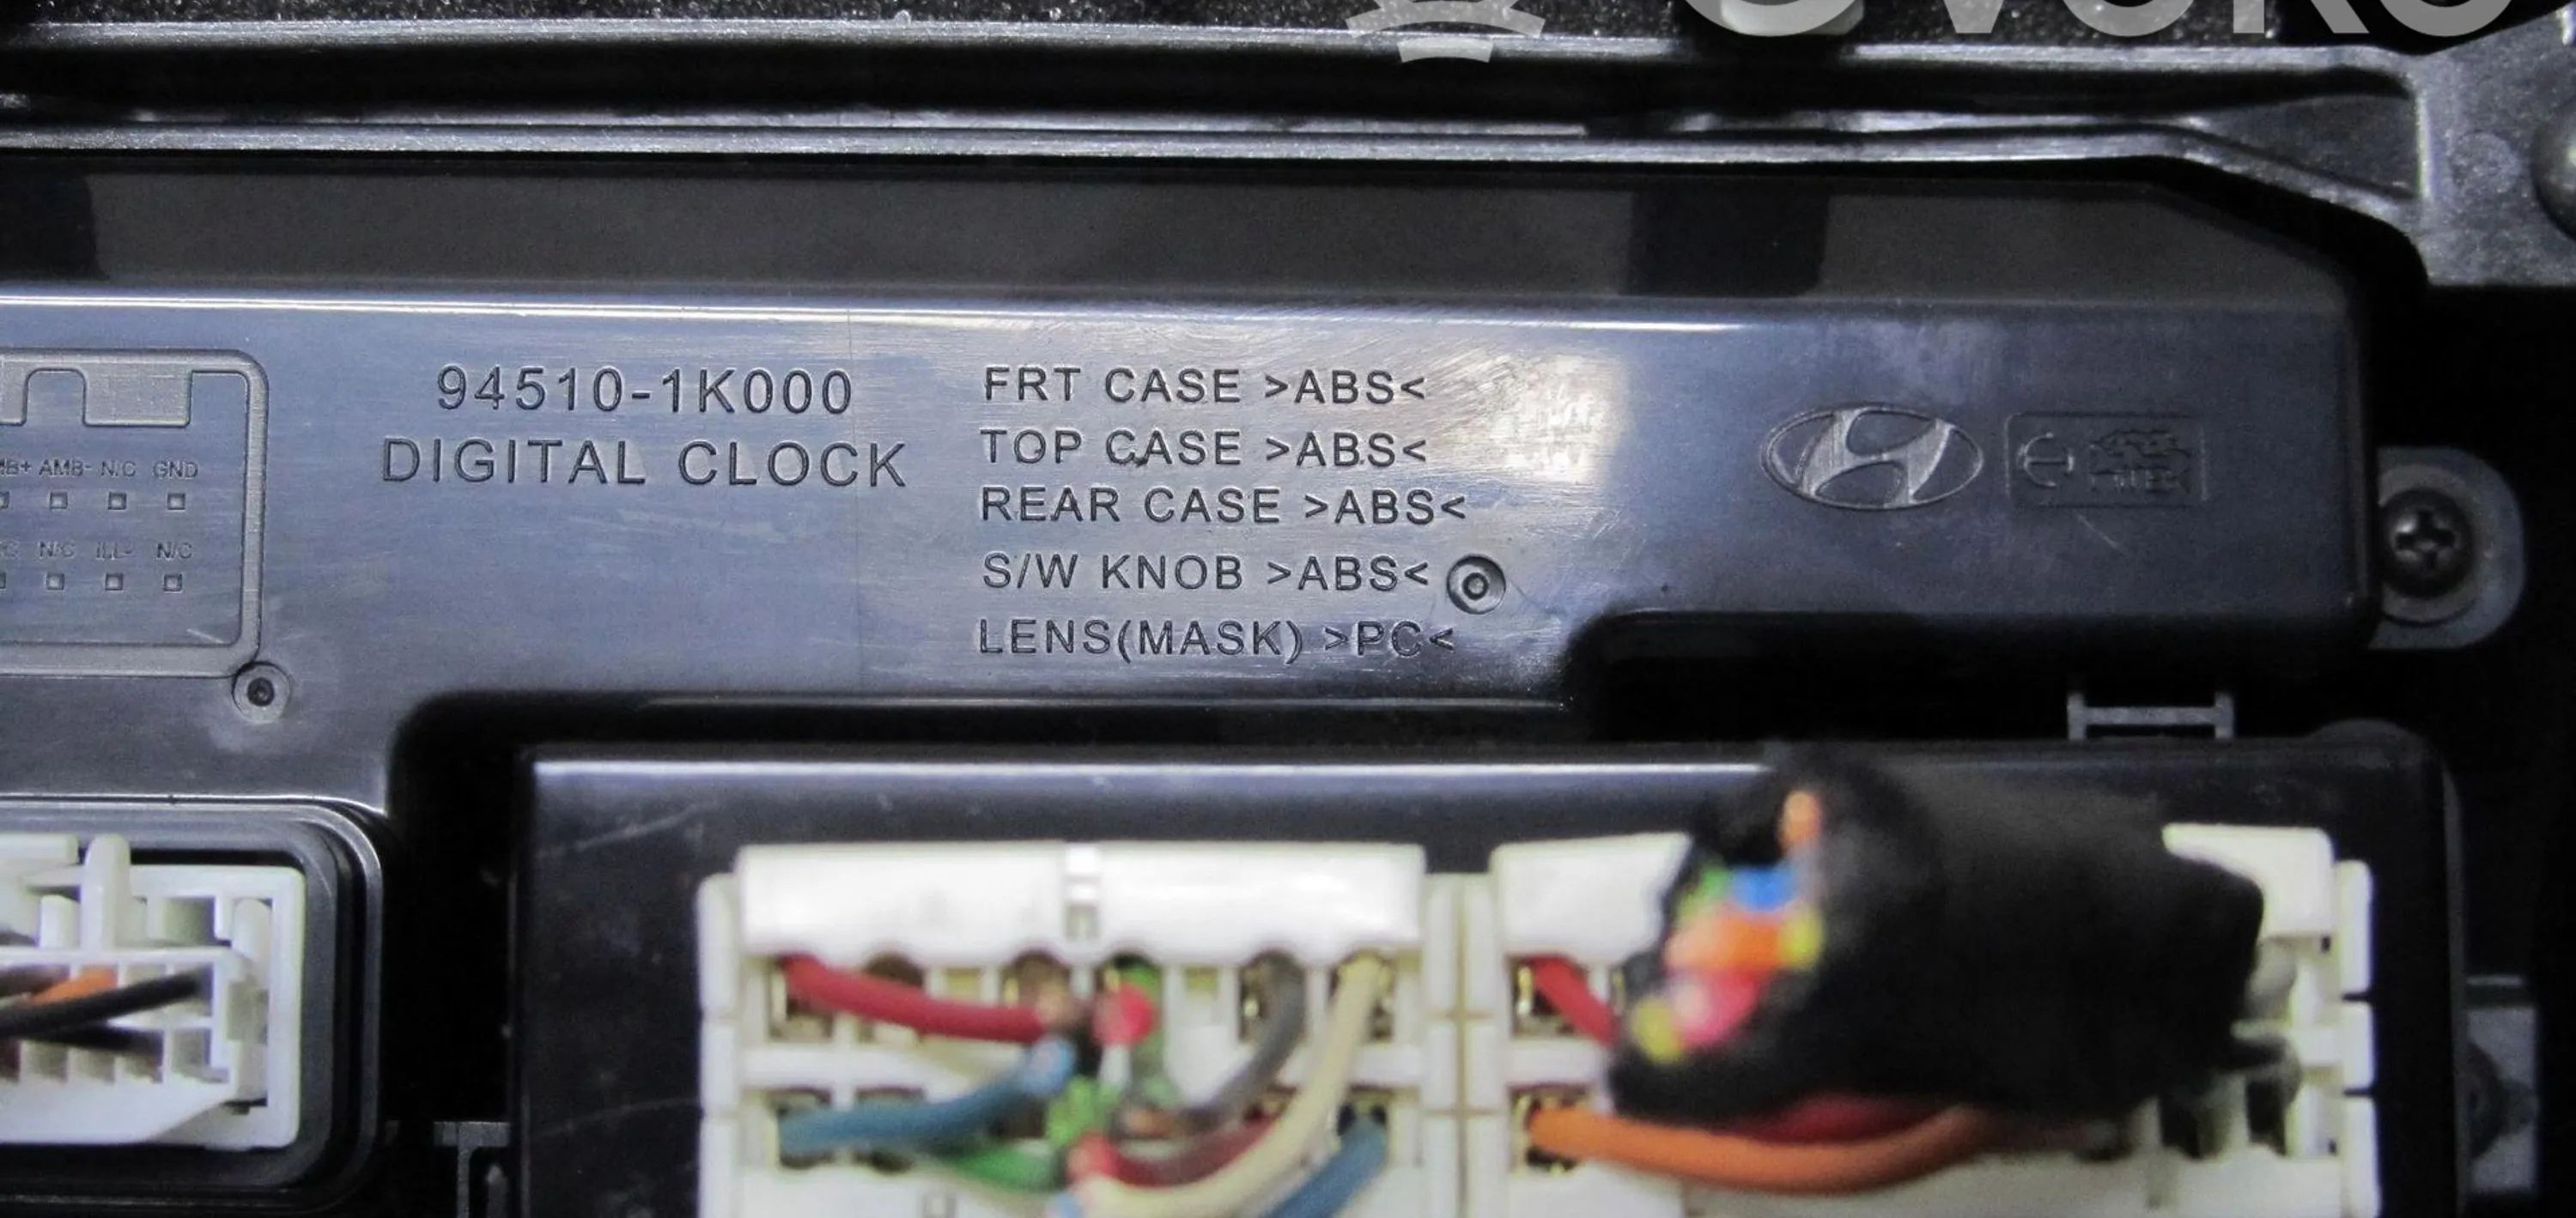 94510-1K000
DIGITAL CLOCK
FRT CASE >ABS<
TOP CASE >ABS<
REAR CASE >ABS<
S/W KNOB >ABS<
LENS(MASK) >PC<
AMB- N/C GND
N/C ILL- N/C